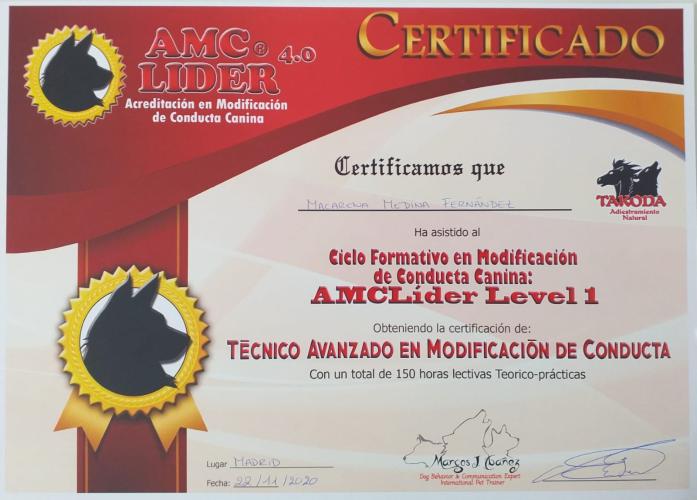 AMC® 4.0
LIDER
Acreditación en Modificación
de Conducta Canina
CERTIFICADO
Certificamos que
MACARENA MEDINA FERNÁNDEZ
TAKODA
Adiestramiento
Natural
Ha asistido al
Ciclo Formativo en Modificación
de Conducta Canina:
AMCLíder Level 1
Obteniendo la certificación de:
TÉCNICO AVANZADO EN MODIFICACIÓN DE CONDUCTA
Con un total de 150 horas lectivas Teorico-prácticas
Marcos J Ibañez
Dog Behavior & Communication Expert
International Pet Trainer
Lugar MADRID
Fecha: 22/11/2020